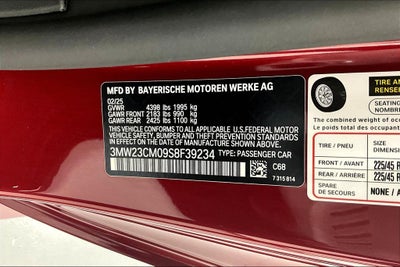 MFD BY BAYERISCHE MOTOREN WERKE AG
02/25
GVWR 4398 lbs 1995 kg
GAWR FRONT 2183 lbs 990 kg
GAWR REAR 2425 lbs 1100 kg
THIS VEHICLE CONFORMS TO ALL APPLICABLE
U.S.FEDERAL MOTOR
VEHICLE SAFETY, BUMPER, AND THEFT PREVENTION STANDARDS
IN EFFECT ON THE DATE OF MANUFACTURE SHOWN ABOVE.
3MW23CM09S8F39234 TYPE: PASSENGER CAR
C68
7 315 814
TIRE AN
RENSEI
SEATING
NOMBRE
The combined weight of occu
Le poids total des occupant
TIRE
PNEU
SIZE
DIMENS
FRONT
AVANT
225/45 R
REAR
ARRIÈRE
225/45 R
SPARE
DE SECOURS
NONE / A